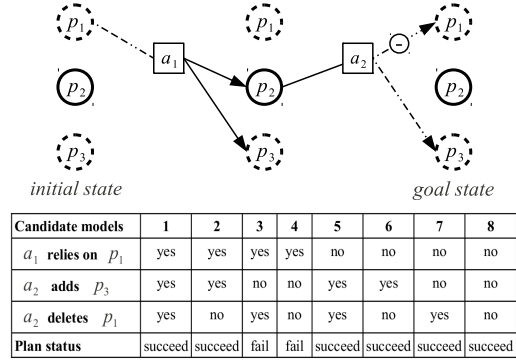 p1 p1 p1
a1 a2 -
p2 p2 p2
p3 p3 p3
initial state goal state
Candidate models 1 2 3 4 5 6 7 8
a1 relies on p1 yes yes yes yes no no no no
a2 adds p3 yes yes no no yes yes no no
a2 deletes p1 yes no yes no yes no yes no
Plan status succeed succeed fail fail succeed succeed succeed succeed